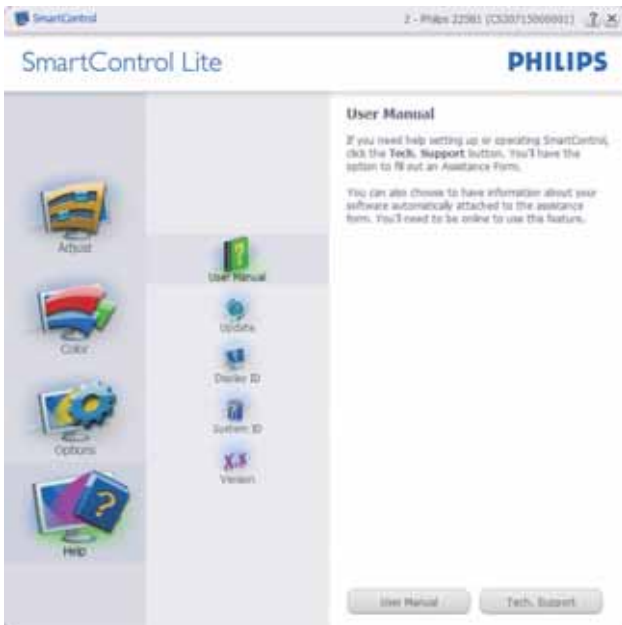 SmartControl
2 - Philips 225B1 (CS30715000001)
SmartControl Lite
PHILIPS
Adjust
Color
Options
Help
User Manual
Update
Display ID
System ID
Version
User Manual
If you need help setting up or operating SmartControl,
click the Tech. Support button. You'll have the
option to fill out an Assistance Form.
You can also choose to have information about your
software automatically attached to the assistance
form. You'll need to be online to use this feature.
User Manual
Tech. Support